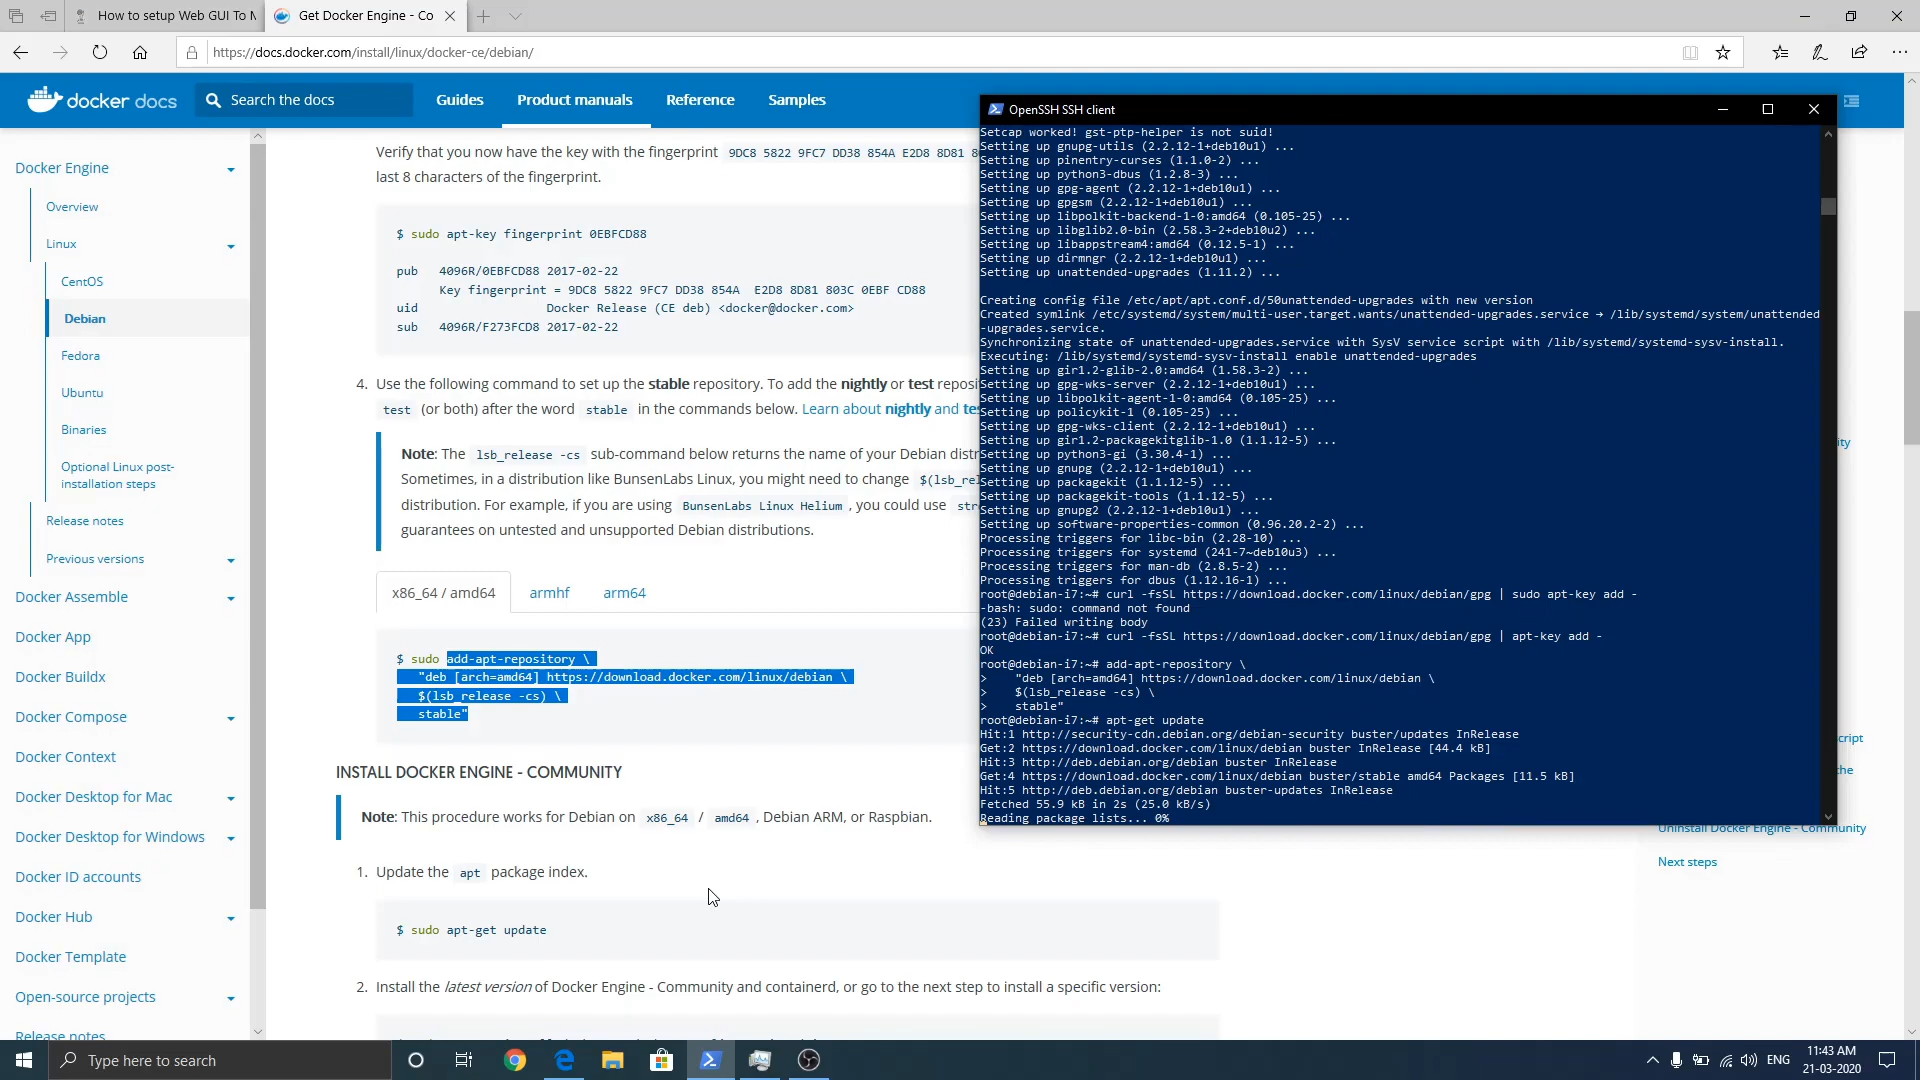 How to setup Web GUI To M
Get Docker Engine - Co
https://docs.docker.com/install/linux/docker-ce/debian/
docker docs
Search the docs
Guides
Product manuals
Reference
Samples
Docker Engine
Overview
Linux
CentOS
Debian
Fedora
Ubuntu
Binaries
Optional Linux post-
installation steps
Release notes
Previous versions
Docker Assemble
Docker App
Docker Buildx
Docker Compose
Docker Context
Docker Desktop for Mac
Docker Desktop for Windows
Docker ID accounts
Docker Hub
Docker Template
Open-source projects
Release notes
Verify that you now have the key with the fingerprint 9DC8 5822 9FC7 DD38 854A E2D8 8D81 8
last 8 characters of the fingerprint.
$ sudo apt-key fingerprint 0EBFCD88
pub   4096R/0EBFCD88 2017-02-22
Key fingerprint = 9DC8 5822 9FC7 DD38 854A  E2D8 8D81 803C 0EBF CD88
uid                  Docker Release (CE deb) <docker@docker.com>
sub   4096R/F273FCD8 2017-02-22
4. Use the following command to set up the stable repository. To add the nightly or test reposi
test (or both) after the word stable in the commands below. Learn about nightly and tes
Note: The lsb_release -cs sub-command below returns the name of your Debian distr
Sometimes, in a distribution like BunsenLabs Linux, you might need to change $(lsb_rel
distribution. For example, if you are using BunsenLabs Linux Helium , you could use str
guarantees on untested and unsupported Debian distributions.
x86_64 / amd64
armhf
arm64
$ sudo add-apt-repository \
"deb [arch=amd64] https://download.docker.com/linux/debian \
$(lsb_release -cs) \
stable"
INSTALL DOCKER ENGINE - COMMUNITY
Note: This procedure works for Debian on x86_64 / amd64 , Debian ARM, or Raspbian.
1. Update the apt package index.
$ sudo apt-get update
2. Install the latest version of Docker Engine - Community and containerd, or go to the next step to install a specific version:
OpenSSH SSH client
Setcap worked! gst-ptp-helper is not suid!
Setting up gnupg-utils (2.2.12-1+deb10u1) ...
Setting up pinentry-curses (1.1.0-2) ...
Setting up python3-dbus (1.2.8-3) ...
Setting up gpg-agent (2.2.12-1+deb10u1) ...
Setting up gpgsm (2.2.12-1+deb10u1) ...
Setting up libpolkit-backend-1-0:amd64 (0.105-25) ...
Setting up libglib2.0-bin (2.58.3-2+deb10u2) ...
Setting up libappstream4:amd64 (0.12.5-1) ...
Setting up dirmngr (2.2.12-1+deb10u1) ...
Setting up unattended-upgrades (1.11.2) ...
Creating config file /etc/apt/apt.conf.d/50unattended-upgrades with new version
Created symlink /etc/systemd/system/multi-user.target.wants/unattended-upgrades.service → /lib/systemd/system/unattended
-upgrades.service.
Synchronizing state of unattended-upgrades.service with SysV service script with /lib/systemd/systemd-sysv-install.
Executing: /lib/systemd/systemd-sysv-install enable unattended-upgrades
Setting up gir1.2-glib-2.0:amd64 (1.58.3-2) ...
Setting up gpg-wks-server (2.2.12-1+deb10u1) ...
Setting up libpolkit-agent-1-0:amd64 (0.105-25) ...
Setting up policykit-1 (0.105-25) ...
Setting up gpg-wks-client (2.2.12-1+deb10u1) ...
Setting up gir1.2-packagekitglib-1.0 (1.1.12-5) ...
Setting up python3-gi (3.30.4-1) ...
Setting up gnupg (2.2.12-1+deb10u1) ...
Setting up packagekit (1.1.12-5) ...
Setting up packagekit-tools (1.1.12-5) ...
Setting up gnupg2 (2.2.12-1+deb10u1) ...
Setting up software-properties-common (0.96.20.2-2) ...
Processing triggers for libc-bin (2.28-10) ...
Processing triggers for systemd (241-7~deb10u3) ...
Processing triggers for man-db (2.8.5-2) ...
Processing triggers for dbus (1.12.16-1) ...
root@debian-i7:~# curl -fsSL https://download.docker.com/linux/debian/gpg | sudo apt-key add -
-bash: sudo: command not found
(23) Failed writing body
root@debian-i7:~# curl -fsSL https://download.docker.com/linux/debian/gpg | apt-key add -
OK
root@debian-i7:~# add-apt-repository \
>    "deb [arch=amd64] https://download.docker.com/linux/debian \
>    $(lsb_release -cs) \
>    stable"
root@debian-i7:~# apt-get update
Hit:1 http://security-cdn.debian.org/debian-security buster/updates InRelease
Get:2 https://download.docker.com/linux/debian buster InRelease [44.4 kB]
Hit:3 http://deb.debian.org/debian buster InRelease
Get:4 https://download.docker.com/linux/debian buster/stable amd64 Packages [11.5 kB]
Hit:5 http://deb.debian.org/debian buster-updates InRelease
Fetched 55.9 kB in 2s (25.0 kB/s)
Reading package lists... 0%
ity
cript
the
Uninstall Docker Engine - Community
Next steps
Type here to search
ENG
11:43 AM
21-03-2020